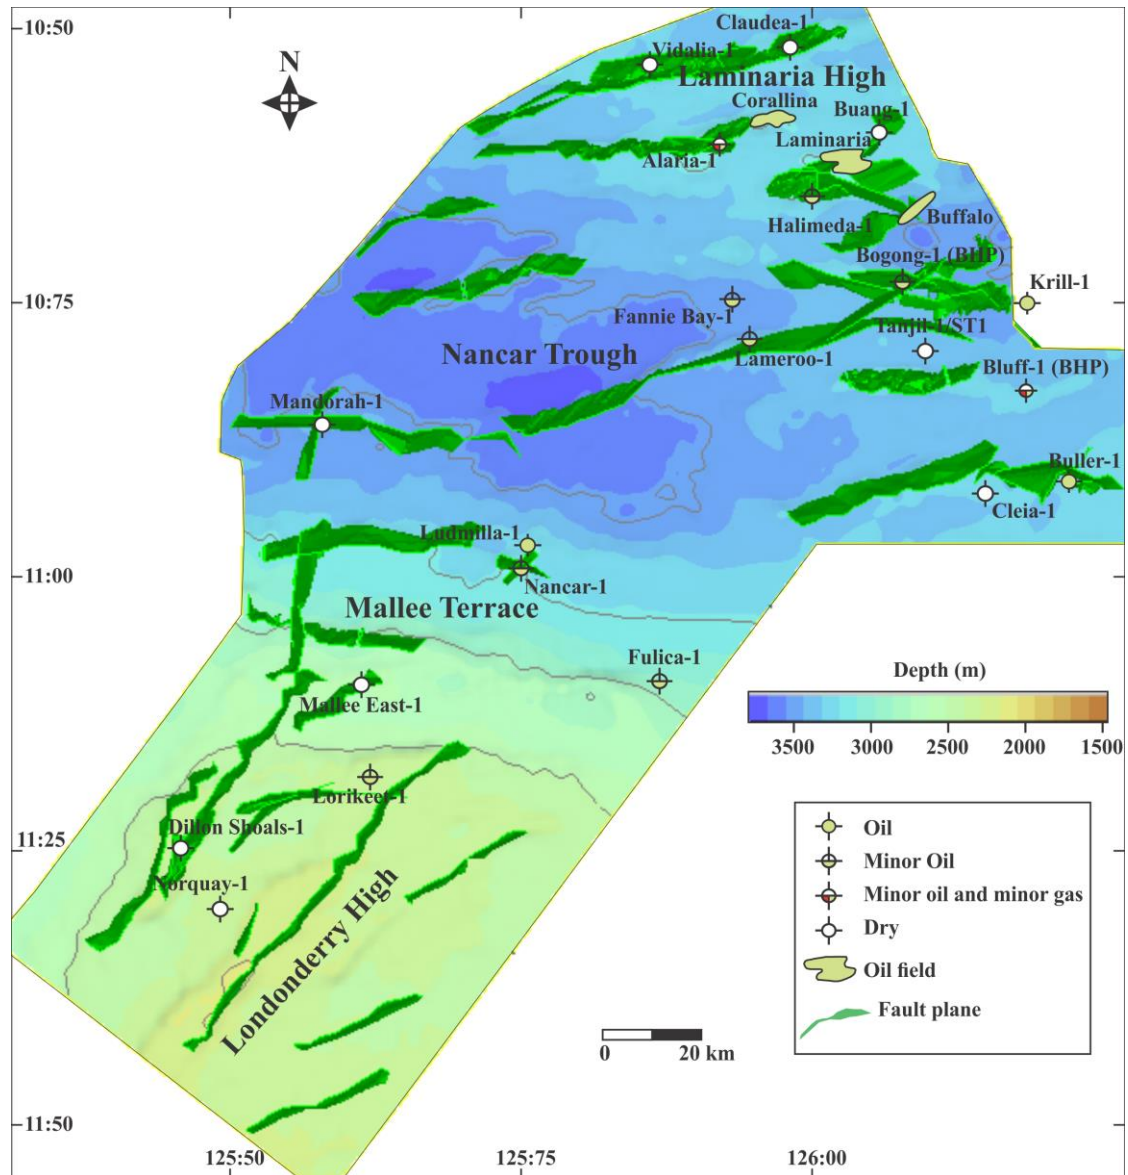 10:50
Claudea-1
N
Vidalia-1
Laminaria High
Corallina
Buang-1
Laminaria
Alaria-1
Halimeda-1
Buffalo
Bogong-1 (BHP)
10:75
Krill-1
Fannie Bay-1
Tanjil-1/ST1
Nancar Trough
Lameroo-1
Bluff-1 (BHP)
Mandorah-1
Buller-1
Cleia-1
Ludmilla-1
11:00
Nancar-1
Mallee Terrace
Fulica-1
Depth (m)
Mallee East-1
3500 3000 2500 2000 1500
Lorikeet-1
Oil
Dillon Shoals-1
11:25
Minor Oil
Norquay-1
Minor oil and minor gas
Dry
Londonderry High
Oil field
Fault plane
0 20 km
11:50
125:50 125:75 126:00